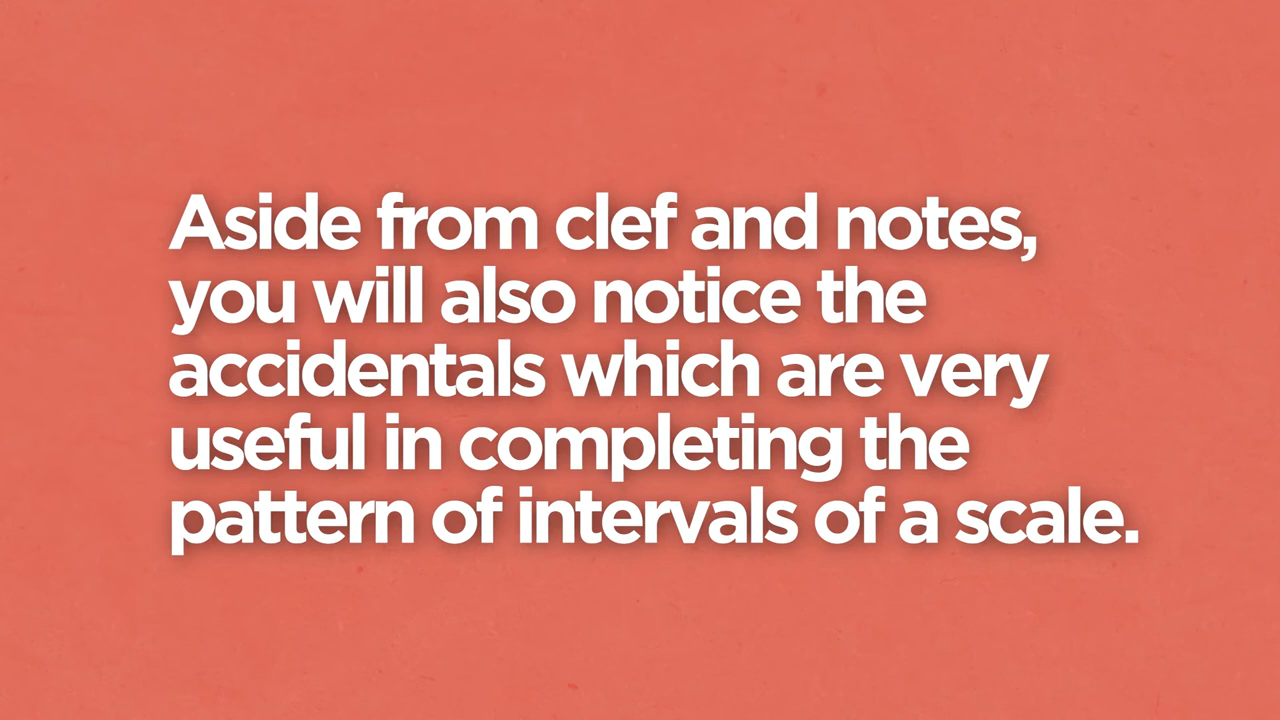 Aside from clef and notes,
you will also notice the
accidentals which are very
useful in completing the
pattern of intervals of a scale.